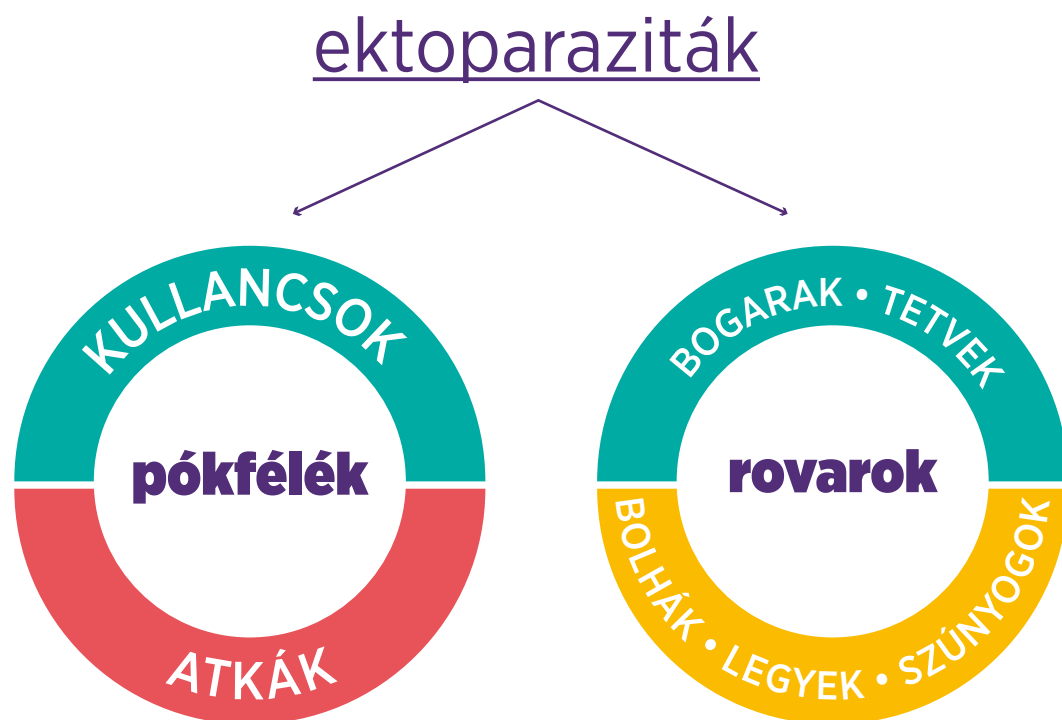 ektoparaziták
KULLANCSOK
pókfélék
ATKÁK
BOGARAK • TETVEK
rovarok
BOLHÁK • LEGYEK • SZÚNYOGOK